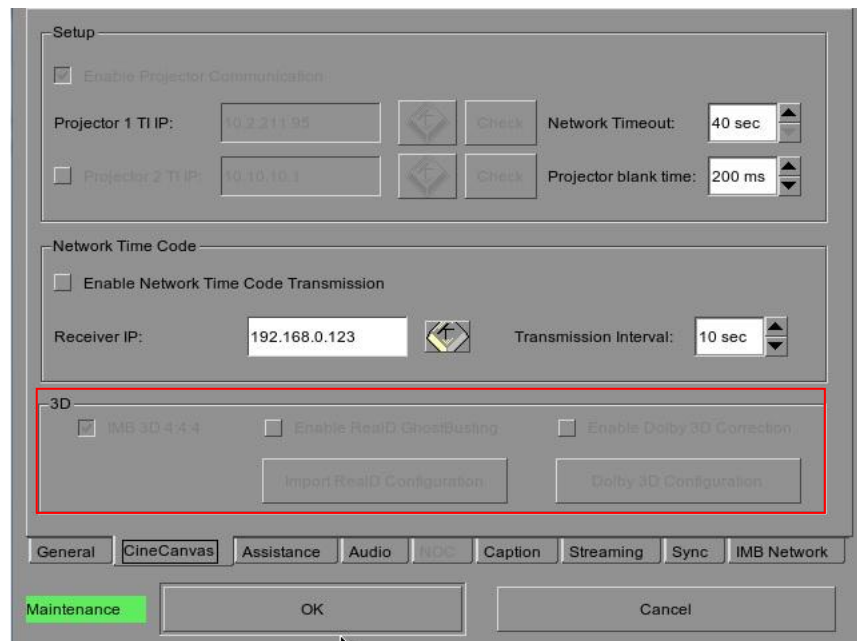 Setup
Enable Projector Communication
Projector 1 TI IP: 10.2.211.95 Check Network Timeout: 40 sec
Projector 2 TI IP: 10.10.10.1 Check Projector blank time: 200 ms
Network Time Code
Enable Network Time Code Transmission
Receiver IP: 192.168.0.123 Transmission Interval: 10 sec
3D
IMB 3D 4:4:4 Enable RealD GhostBusting Enable Dolby 3D Correction
Import RealD Configuration Dolby 3D Configuration
General CineCanvas Assistance Audio NOC Caption Streaming Sync IMB Network
Maintenance OK Cancel